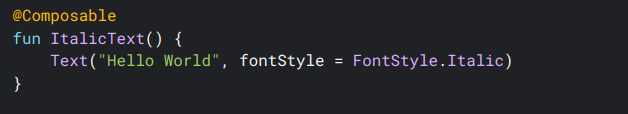 @Composable
fun ItalicText() {
    Text("Hello World", fontStyle = FontStyle.Italic)
}